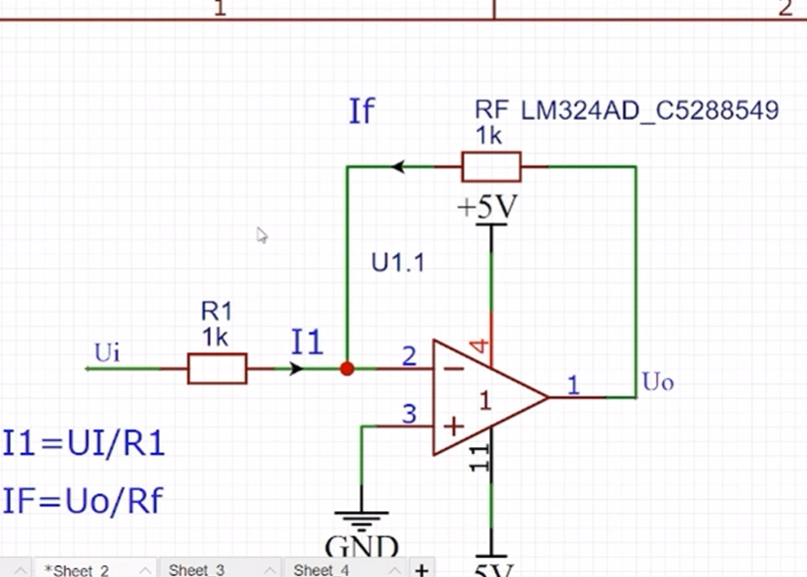 1
2
If
RF LM324AD_C5288549
1k
+5V
U1.1
R1
1k
Ui
I1
2
4
1
1
Uo
3
11
I1=UI/R1
IF=Uo/Rf
GND
5V
*Sheet_2
Sheet_3
Sheet_4
+